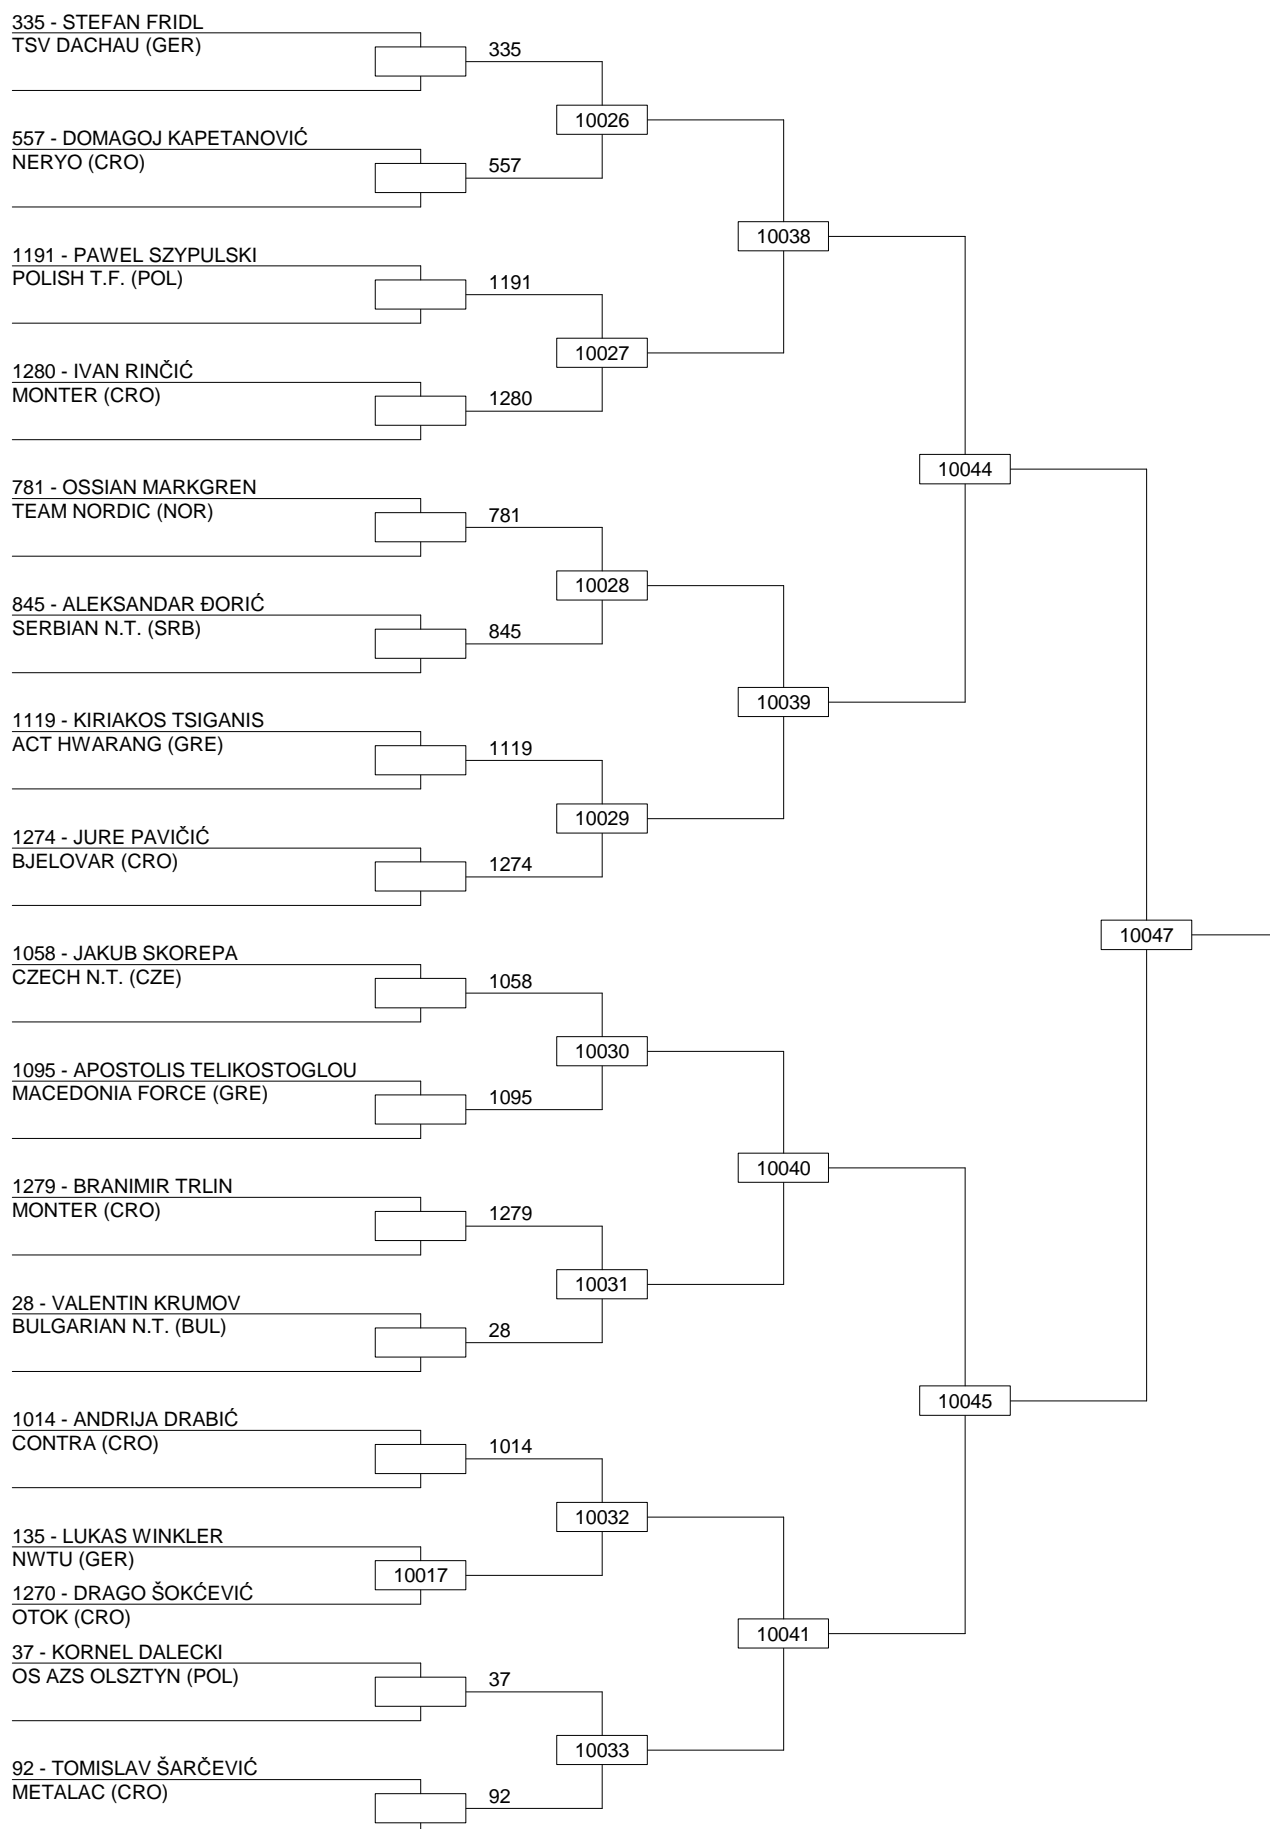 335 - STEFAN FRIDL
TSV DACHAU (GER)
335
10026
557 - DOMAGOJ KAPETANOVIĆ
NERYO (CRO)
557
10038
1191 - PAWEL SZYPULSKI
POLISH T.F. (POL)
1191
10027
1280 - IVAN RINČIĆ
MONTER (CRO)
1280
10044
781 - OSSIAN MARKGREN
TEAM NORDIC (NOR)
781
10028
845 - ALEKSANDAR ĐORIĆ
SERBIAN N.T. (SRB)
845
10039
1119 - KIRIAKOS TSIGANIS
ACT HWARANG (GRE)
1119
10029
1274 - JURE PAVIČIĆ
BJELOVAR (CRO)
1274
10047
1058 - JAKUB SKOREPA
CZECH N.T. (CZE)
1058
10030
1095 - APOSTOLIS TELIKOSTOGLOU
MACEDONIA FORCE (GRE)
1095
10040
1279 - BRANIMIR TRLIN
MONTER (CRO)
1279
10031
28 - VALENTIN KRUMOV
BULGARIAN N.T. (BUL)
28
10045
1014 - ANDRIJA DRABIĆ
CONTRA (CRO)
1014
10032
135 - LUKAS WINKLER
NWTU (GER)
10017
1270 - DRAGO ŠOKĆEVIĆ
OTOK (CRO)
10041
37 - KORNEL DALECKI
OS AZS OLSZTYN (POL)
37
10033
92 - TOMISLAV ŠARČEVIĆ
METALAC (CRO)
92